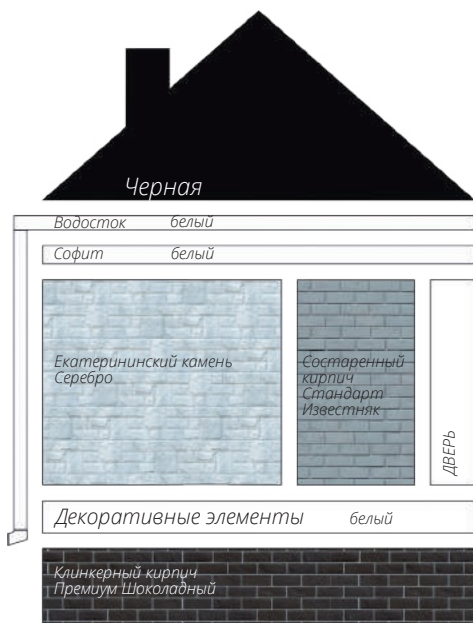 Черная
Водосток белый
Софит белый
Екатерининский камень
Серебро
Состаренный
кирпич
Стандарт
Известняк
ДВЕРЬ
Декоративные элементы белый
Клинкерный кирпич
Премиум Шоколадный